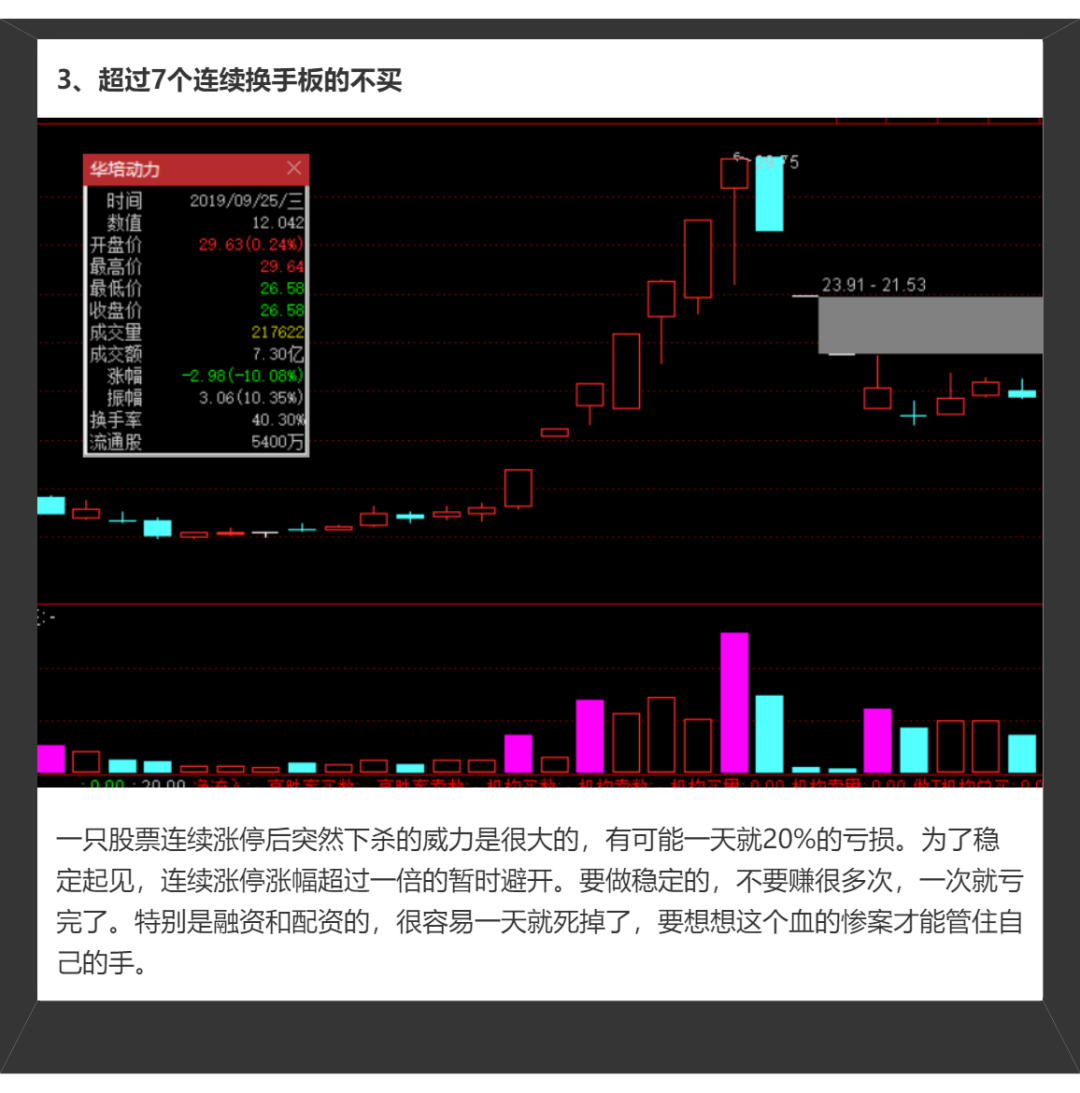 3、超过7个连续换手板的不买
华培动力
时间 2019/09/25/三
数值 12.042
开盘价 29.63(0.24%)
最高价 29.64
最低价 26.58
收盘价 26.58
成交量 217622
成交额 7.30亿
涨幅 -2.98(-10.08%)
振幅 3.06(10.35%)
换手率 40.30%
流通股 5400万
23.91 - 21.53
一只股票连续涨停后突然下杀的威力是很大的，有可能一天就20%的亏损。为了稳
定起见，连续涨停涨幅超过一倍的暂时避开。要做稳定的，不要赚很多次，一次就亏
完了。特别是融资和配资的，很容易一天就死掉了，要想想这个血的惨案才能管住自
己的手。